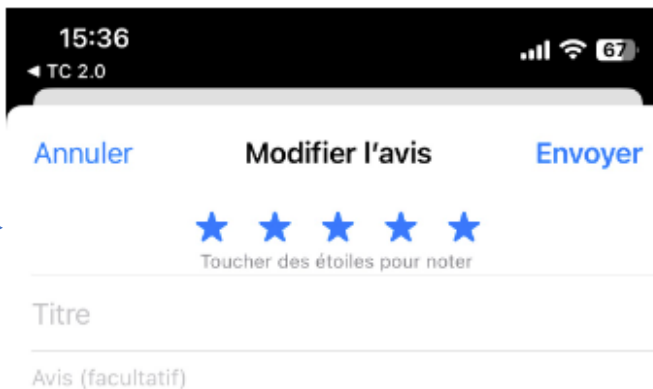 15:36
67
◀ TC 2.0
Annuler Modifier l'avis Envoyer
Toucher des étoiles pour noter
Titre
Avis (facultatif)